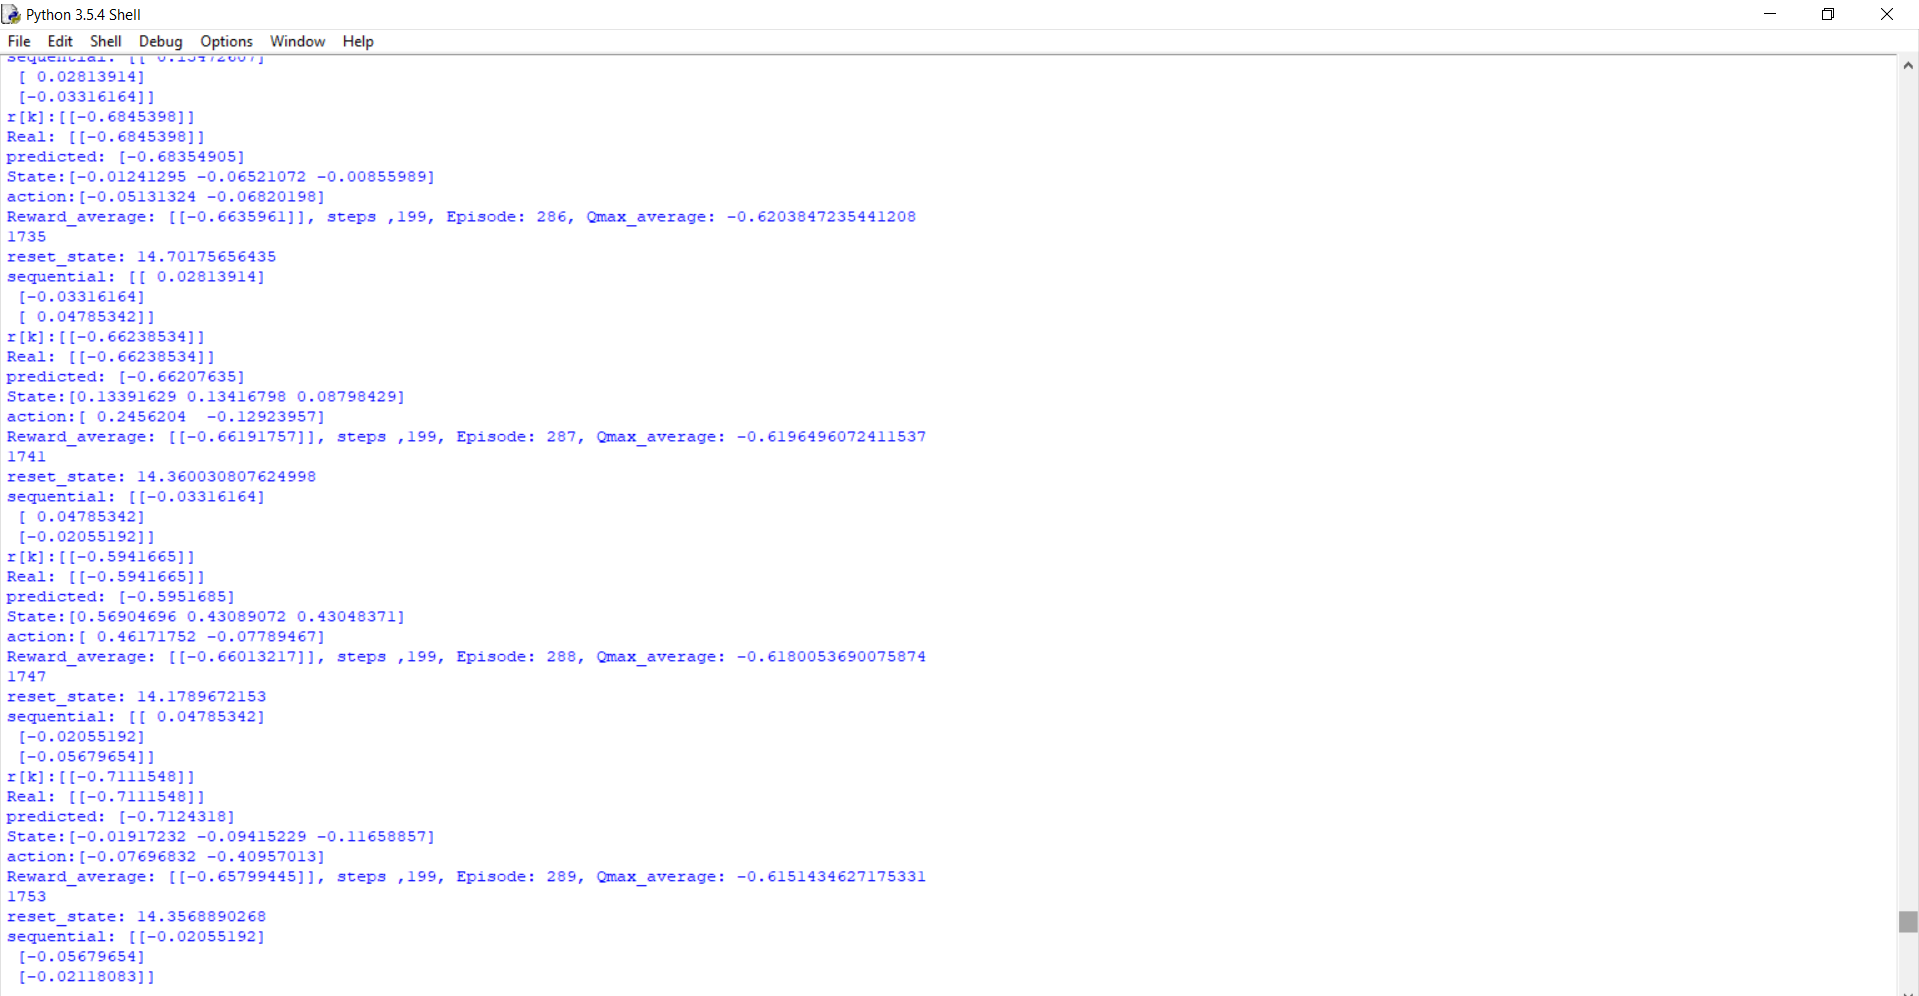 Python 3.5.4 Shell
File Edit Shell Debug Options Window Help
sequential: [[ 0.13472607]
 [ 0.02813914]
 [-0.03316164]]
r[k]:[[-0.6845398]]
Real: [[-0.6845398]]
predicted: [-0.68354905]
State:[-0.01241295 -0.06521072 -0.00855989]
action:[-0.05131324 -0.06820198]
Reward_average: [[-0.6635961]], steps ,199, Episode: 286, Qmax_average: -0.6203847235441208
1735
reset_state: 14.70175656435
sequential: [[ 0.02813914]
 [-0.03316164]
 [ 0.04785342]]
r[k]:[[-0.66238534]]
Real: [[-0.66238534]]
predicted: [-0.66207635]
State:[0.13391629 0.13416798 0.08798429]
action:[ 0.2456204  -0.12923957]
Reward_average: [[-0.66191757]], steps ,199, Episode: 287, Qmax_average: -0.6196496072411537
1741
reset_state: 14.360030807624998
sequential: [[-0.03316164]
 [ 0.04785342]
 [-0.02055192]]
r[k]:[[-0.5941665]]
Real: [[-0.5941665]]
predicted: [-0.5951685]
State:[0.56904696 0.43089072 0.43048371]
action:[ 0.46171752 -0.07789467]
Reward_average: [[-0.66013217]], steps ,199, Episode: 288, Qmax_average: -0.6180053690075874
1747
reset_state: 14.1789672153
sequential: [[ 0.04785342]
 [-0.02055192]
 [-0.05679654]]
r[k]:[[-0.7111548]]
Real: [[-0.7111548]]
predicted: [-0.7124318]
State:[-0.01917232 -0.09415229 -0.11658857]
action:[-0.07696832 -0.40957013]
Reward_average: [[-0.65799445]], steps ,199, Episode: 289, Qmax_average: -0.6151434627175331
1753
reset_state: 14.3568890268
sequential: [[-0.02055192]
 [-0.05679654]
 [-0.02118083]]